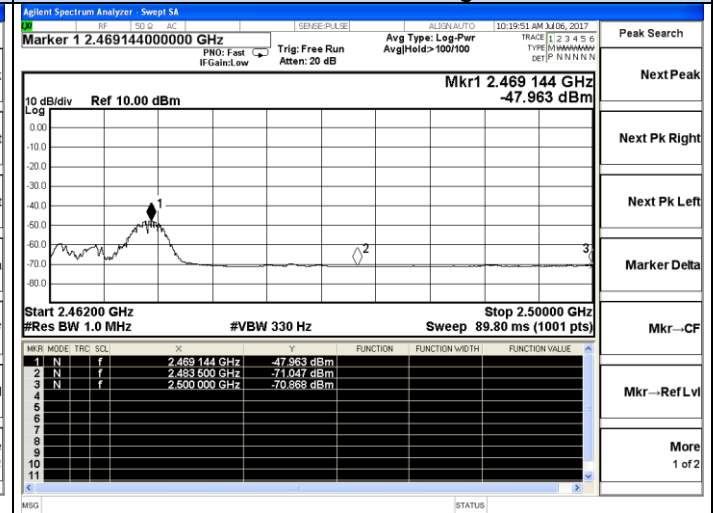 Agilent Spectrum Analyzer - Swept SA
RF 50 Ω AC SENSE:PULSE ALIGN AUTO 10:19:51 AM Jul 06, 2017
Marker 1 2.469144000000 GHz
PNO: Fast
IFGain:Low
Trig: Free Run
Atten: 20 dB
Avg Type: Log-Pwr
Avg|Hold:>100/100
TRACE 1 2 3 4 5 6
TYPE M WWWWW
DET P N N N N N
Peak Search
Mkr1 2.469 144 GHz
-47.963 dBm
10 dB/div Ref 10.00 dBm
Log
0.00
-10.0
-20.0
-30.0
-40.0
-50.0
-60.0
-70.0
-80.0
1
2
3
Start 2.46200 GHz
Stop 2.50000 GHz
#Res BW 1.0 MHz
#VBW 330 Hz
Sweep 89.80 ms (1001 pts)
MKR MODE TRC SCL X Y FUNCTION FUNCTION WIDTH FUNCTION VALUE
1 N f 2.469 144 GHz -47.963 dBm
2 N f 2.483 500 GHz -71.047 dBm
3 N f 2.500 000 GHz -70.868 dBm
4
5
6
7
8
9
10
11
MSG
STATUS
Next Peak
Next Pk Right
Next Pk Left
Marker Delta
Mkr→CF
Mkr→Ref Lvl
More
1 of 2